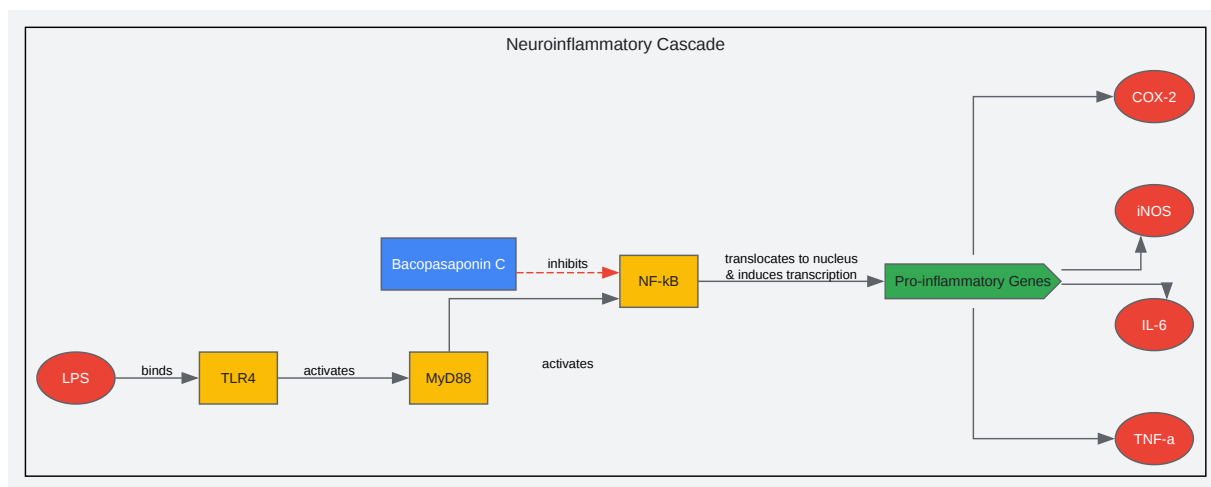 Neuroinflammatory Cascade
COX-2
iNOS
Bacopasaponin C
inhibits
NF-kB
translocates to nucleus
& induces transcription
Pro-inflammatory Genes
IL-6
LPS
binds
TLR4
activates
MyD88
activates
TNF-a